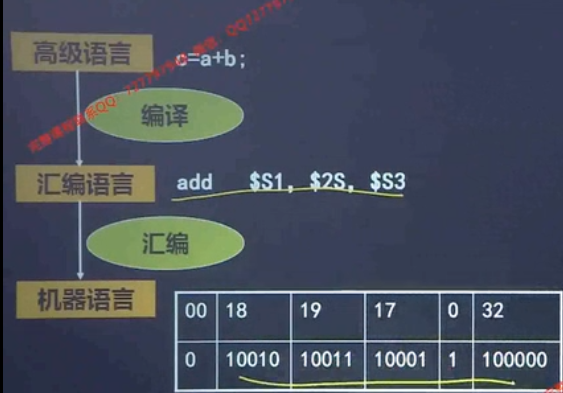 高级语言 c=a+b;
编译
汇编语言 add $S1, $2S, $S3
汇编
机器语言
00 18 19 17 0 32
0 10010 10011 10001 1 100000